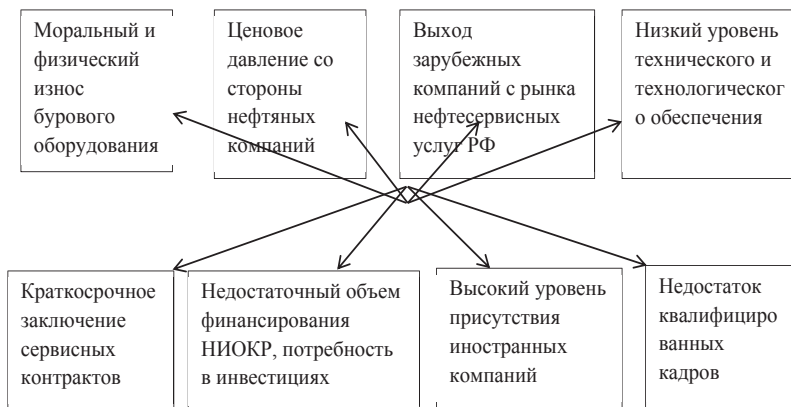 Моральный и
физический
износ
бурового
оборудования
Ценовое
давление со
стороны
нефтяных
компаний
Выход
зарубежных
компаний с рынка
нефтесервисных
услуг РФ
Низкий уровень
технического и
технологическог
о обеспечения
Краткосрочное
заключение
сервисных
контрактов
Недостаточный объем
финансирования
НИОКР, потребность
в инвестициях
Высокий уровень
присутствия
иностранных
компаний
Недостаток
квалифициро
ванных
кадров